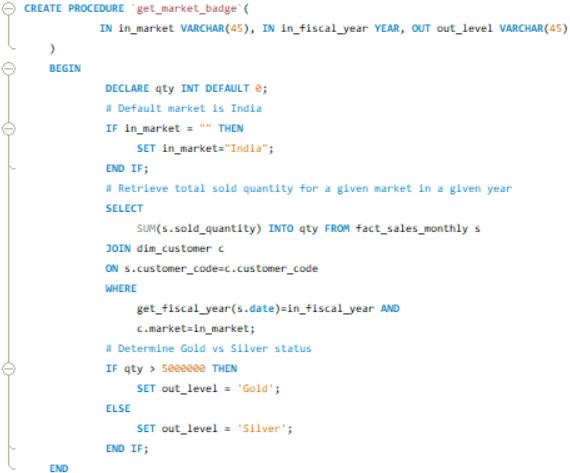 CREATE PROCEDURE `get_market_badge`(
IN in_market VARCHAR(45), IN in_fiscal_year YEAR, OUT out_level VARCHAR(45)
)
BEGIN
DECLARE qty INT DEFAULT 0;
# Default market is India
IF in_market = "" THEN
SET in_market="India";
END IF;
# Retrieve total sold quantity for a given market in a given year
SELECT
SUM(s.sold_quantity) INTO qty FROM fact_sales_monthly s
JOIN dim_customer c
ON s.customer_code=c.customer_code
WHERE
get_fiscal_year(s.date)=in_fiscal_year AND
c.market=in_market;
# Determine Gold vs Silver status
IF qty > 5000000 THEN
SET out_level = 'Gold';
ELSE
SET out_level = 'Silver';
END IF;
END